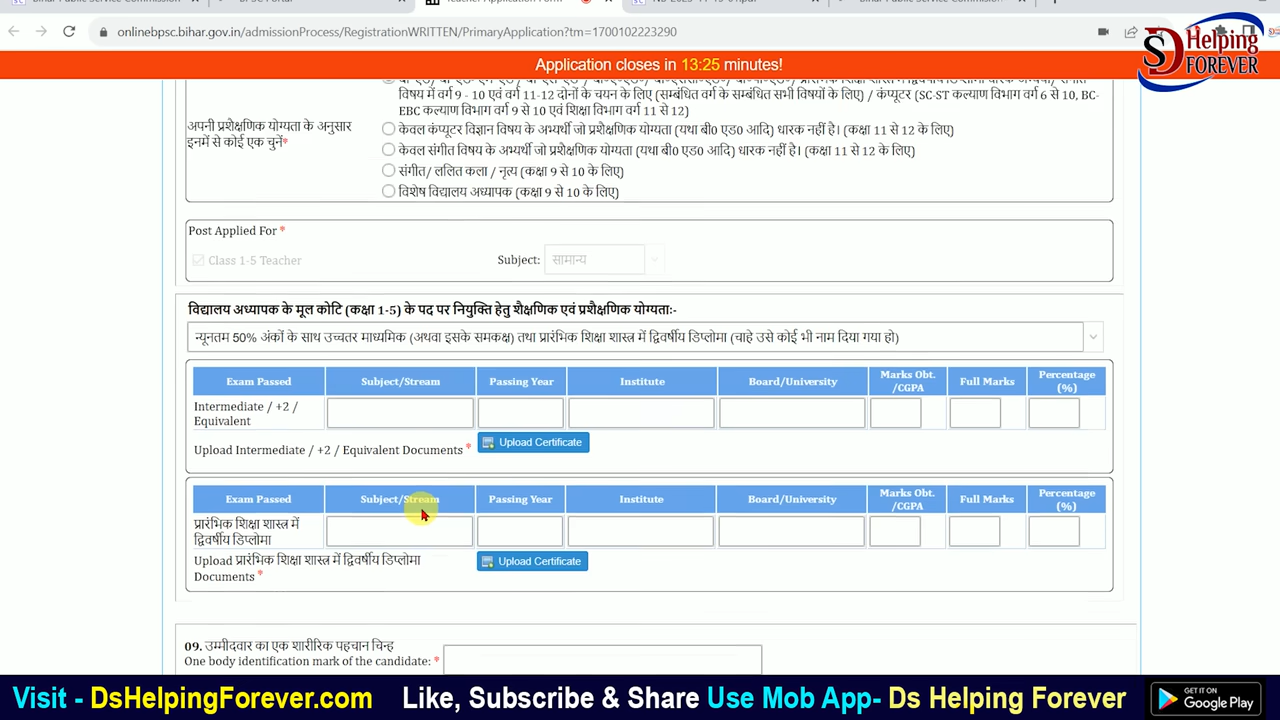 onlinebpsc.bihar.gov.in/admissionProcess/RegistrationWRITTEN/PrimaryApplication?tm=1700102223290
DS Helping
FOREVER
Application closes in 13:25 minutes!
विषय में वर्ग 9 - 10 एवं वर्ग 11-12 दोनों के चयन के लिए (सम्बंधित वर्ग के सम्बंधित सभी विषयों के लिए) / कंप्यूटर (SC-ST कल्याण विभाग वर्ग 6 से 10, BC-
EBC कल्याण विभाग वर्ग 9 से 10 एवं शिक्षा विभाग वर्ग 11 से 12)
अपनी प्रशैक्षणिक योग्यता के अनुसार
इनमें से कोई एक चुनें*
केवल कंप्यूटर विज्ञान विषय के अभ्यर्थी जो प्रशैक्षणिक योग्यता (यथा बी0 एड0 आदि) धारक नहीं है। (कक्षा 11 से 12 के लिए)
केवल संगीत विषय के अभ्यर्थी जो प्रशैक्षणिक योग्यता (यथा बी0 एड0 आदि) धारक नहीं है। (कक्षा 11 से 12 के लिए)
संगीत/ ललित कला / नृत्य (कक्षा 9 से 10 के लिए)
विशेष विद्यालय अध्यापक (कक्षा 9 से 10 के लिए)
Post Applied For *
Class 1-5 Teacher Subject: सामान्य
विद्यालय अध्यापक के मूल कोटि (कक्षा 1-5) के पद पर नियुक्ति हेतु शैक्षणिक एवं प्रशैक्षणिक योग्यता:-
न्यूनतम 50% अंकों के साथ उच्चतर माध्यमिक (अथवा इसके समकक्ष) तथा प्रारंभिक शिक्षा शास्त्र में द्विवर्षीय डिप्लोमा (चाहे उसे कोई भी नाम दिया गया हो)
Exam Passed Subject/Stream Passing Year Institute Board/University Marks Obt. /CGPA Full Marks Percentage (%)
Intermediate / +2 /
Equivalent
Upload Intermediate / +2 / Equivalent Documents * Upload Certificate
Exam Passed Subject/Stream Passing Year Institute Board/University Marks Obt. /CGPA Full Marks Percentage (%)
प्रारंभिक शिक्षा शास्त्र में
द्विवर्षीय डिप्लोमा
Upload प्रारंभिक शिक्षा शास्त्र में द्विवर्षीय डिप्लोमा
Documents * Upload Certificate
09. उम्मीदवार का एक शारीरिक पहचान चिन्ह
One body identification mark of the candidate: *
Visit - DsHelpingForever.com Like, Subscribe & Share Use Mob App- Ds Helping Forever
GET IT ON
Google Play